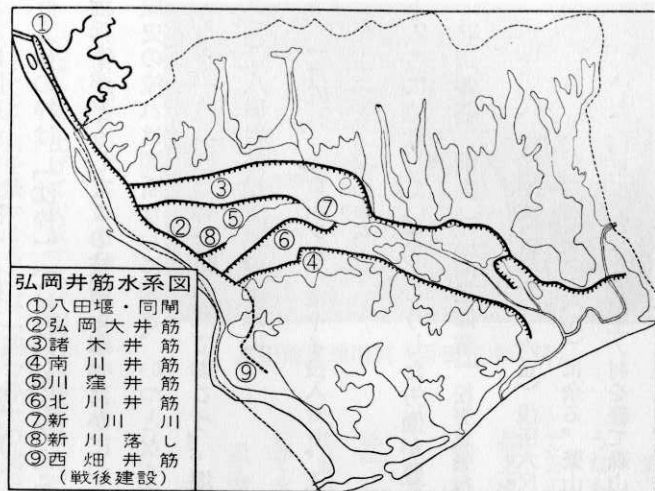 ①
③
⑦
②
⑤
⑧
⑥
④
⑨
弘岡井筋水系図
①八田堰・同閘
②弘岡大井筋
③諸木井筋
④南川井筋
⑤川窪井筋
⑥北川井筋
⑦新川川
⑧新川落し
⑨西畑井筋
(戦後建設)